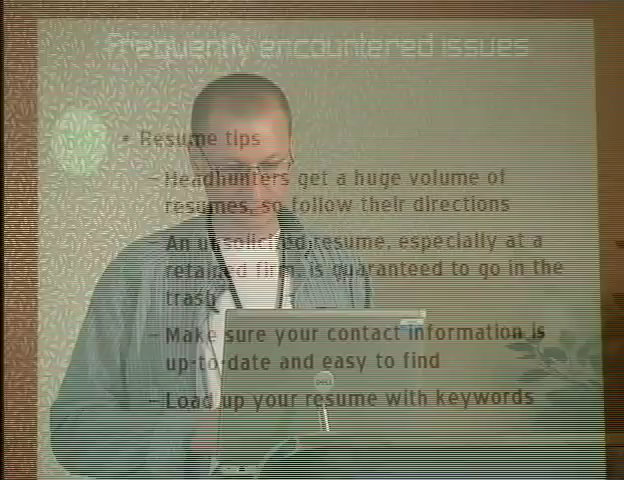 Frequently encountered issues
• Resume tips
– Headhunters get a huge volume of
resumes, so follow their directions
– An unsolicited resume, especially at a
retained firm, is guaranteed to go in the
trash
– Make sure your contact information is
up-to-date and easy to find
– Load up your resume with keywords
DELL